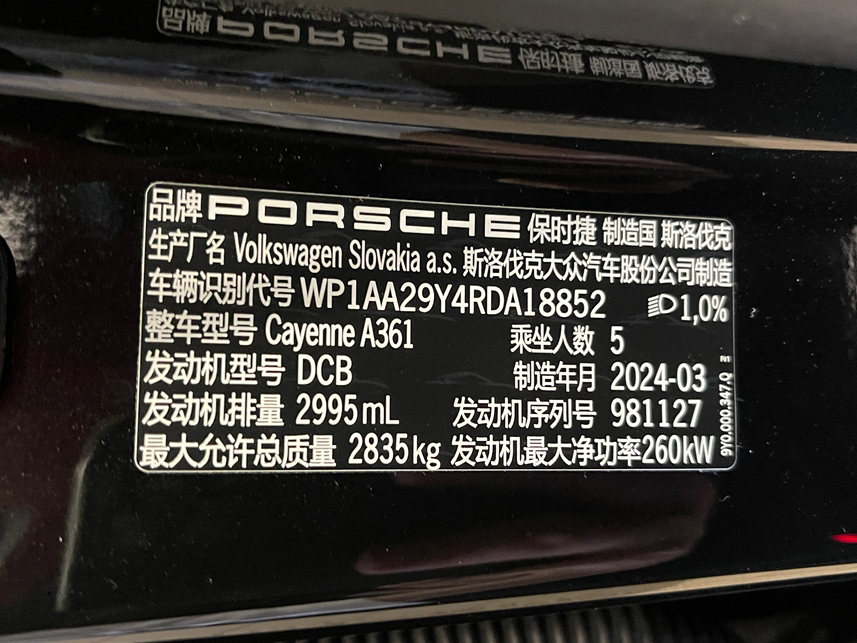 品牌 PORSCHE 保时捷 制造国 斯洛伐克
生产厂名 Volkswagen Slovakia a.s. 斯洛伐克大众汽车股份公司制造
车辆识别代号 WP1AA29Y4RDA18852 1,0%
整车型号 Cayenne A361 乘坐人数 5
发动机型号 DCB 制造年月 2024-03
发动机排量 2995mL 发动机序列号 981127
最大允许总质量 2835kg 发动机最大净功率260kW
9Y0.000.347.Q